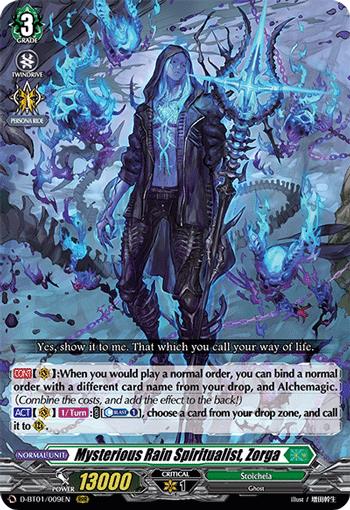 3
GRADE
TWINDRIVE
PERSONA RIDE
Yes, show it to me. That which you call your way of life.
CONT [ ]:When you would play a normal order, you can bind a normal
order with a different card name from your drop, and Alchemagic.
(Combine the costs, and add the effect to the back!)
ACT [ ] 1/Turn : [C BLAST 1], choose a card from your drop zone, and call
it to .
NORMAL UNIT
Mysterious Rain Spiritualist, Zorga
POWER 13000
CRITICAL
1
Stoicheia
Ghost
D-BT01/009EN RRR
illust / 増田幹生